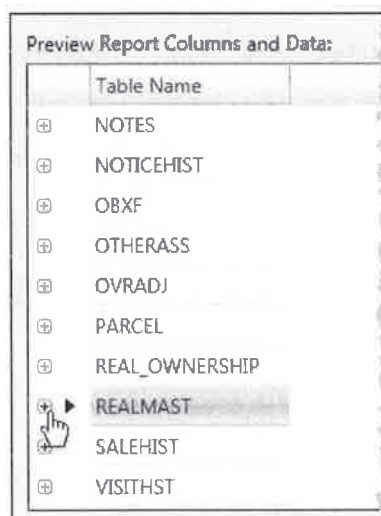 Preview Report Columns and Data:
Table Name
NOTES
NOTICEHIST
OBXF
OTHERASS
OVRADJ
PARCEL
REAL_OWNERSHIP
REALMAST
SALEHIST
VISITHST